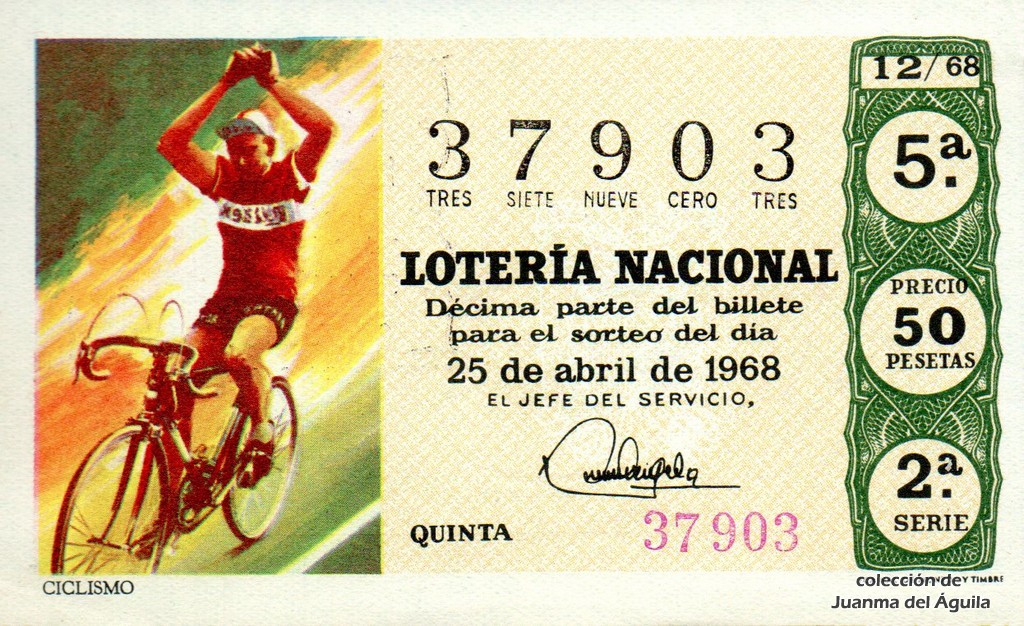 12/68
37903
TRES SIETE NUEVE CERO TRES
5.ª
LOTERÍA NACIONAL
Décima parte del billete
para el sorteo del día
25 de abril de 1968
EL JEFE DEL SERVICIO,
PRECIO
50
PESETAS
2.ª
SERIE
QUINTA
37903
CICLISMO
Y TIMBRE
colección de
Juanma del Águila